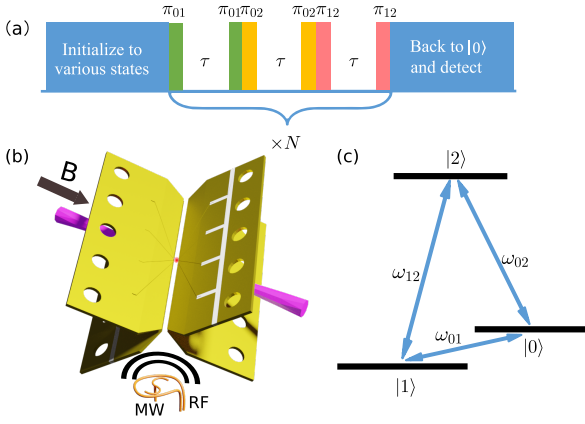 (a)
π01 π01π02 π02π12 π12
Initialize to
various states
τ τ τ
Back to |0⟩
and detect
×N
(b)
B
MW
RF
(c)
|2⟩
ω12
ω02
ω01
|0⟩
|1⟩